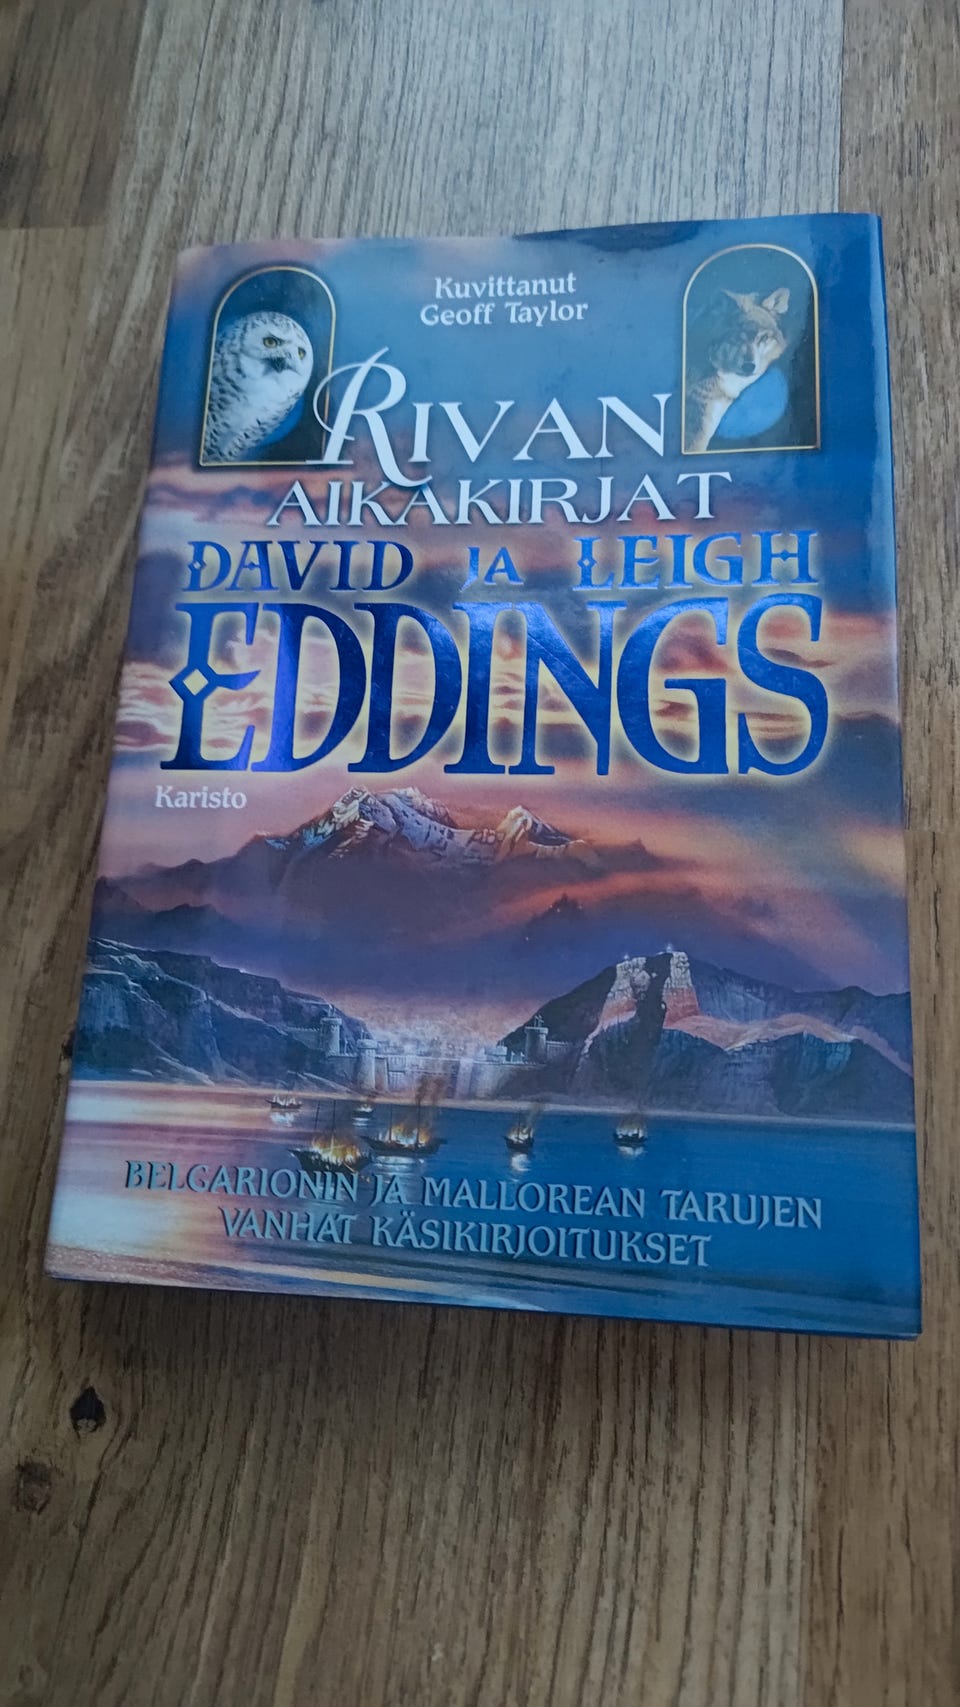 Kuvittanut
Geoff Taylor
RIVAN
AIKAKIRJAT
DAVID JA LEIGH
EDDINGS
Karisto
BELGARIONIN JA MALLOREAN TARUJEN
VANHAT KÄSIKIRJOITUKSET